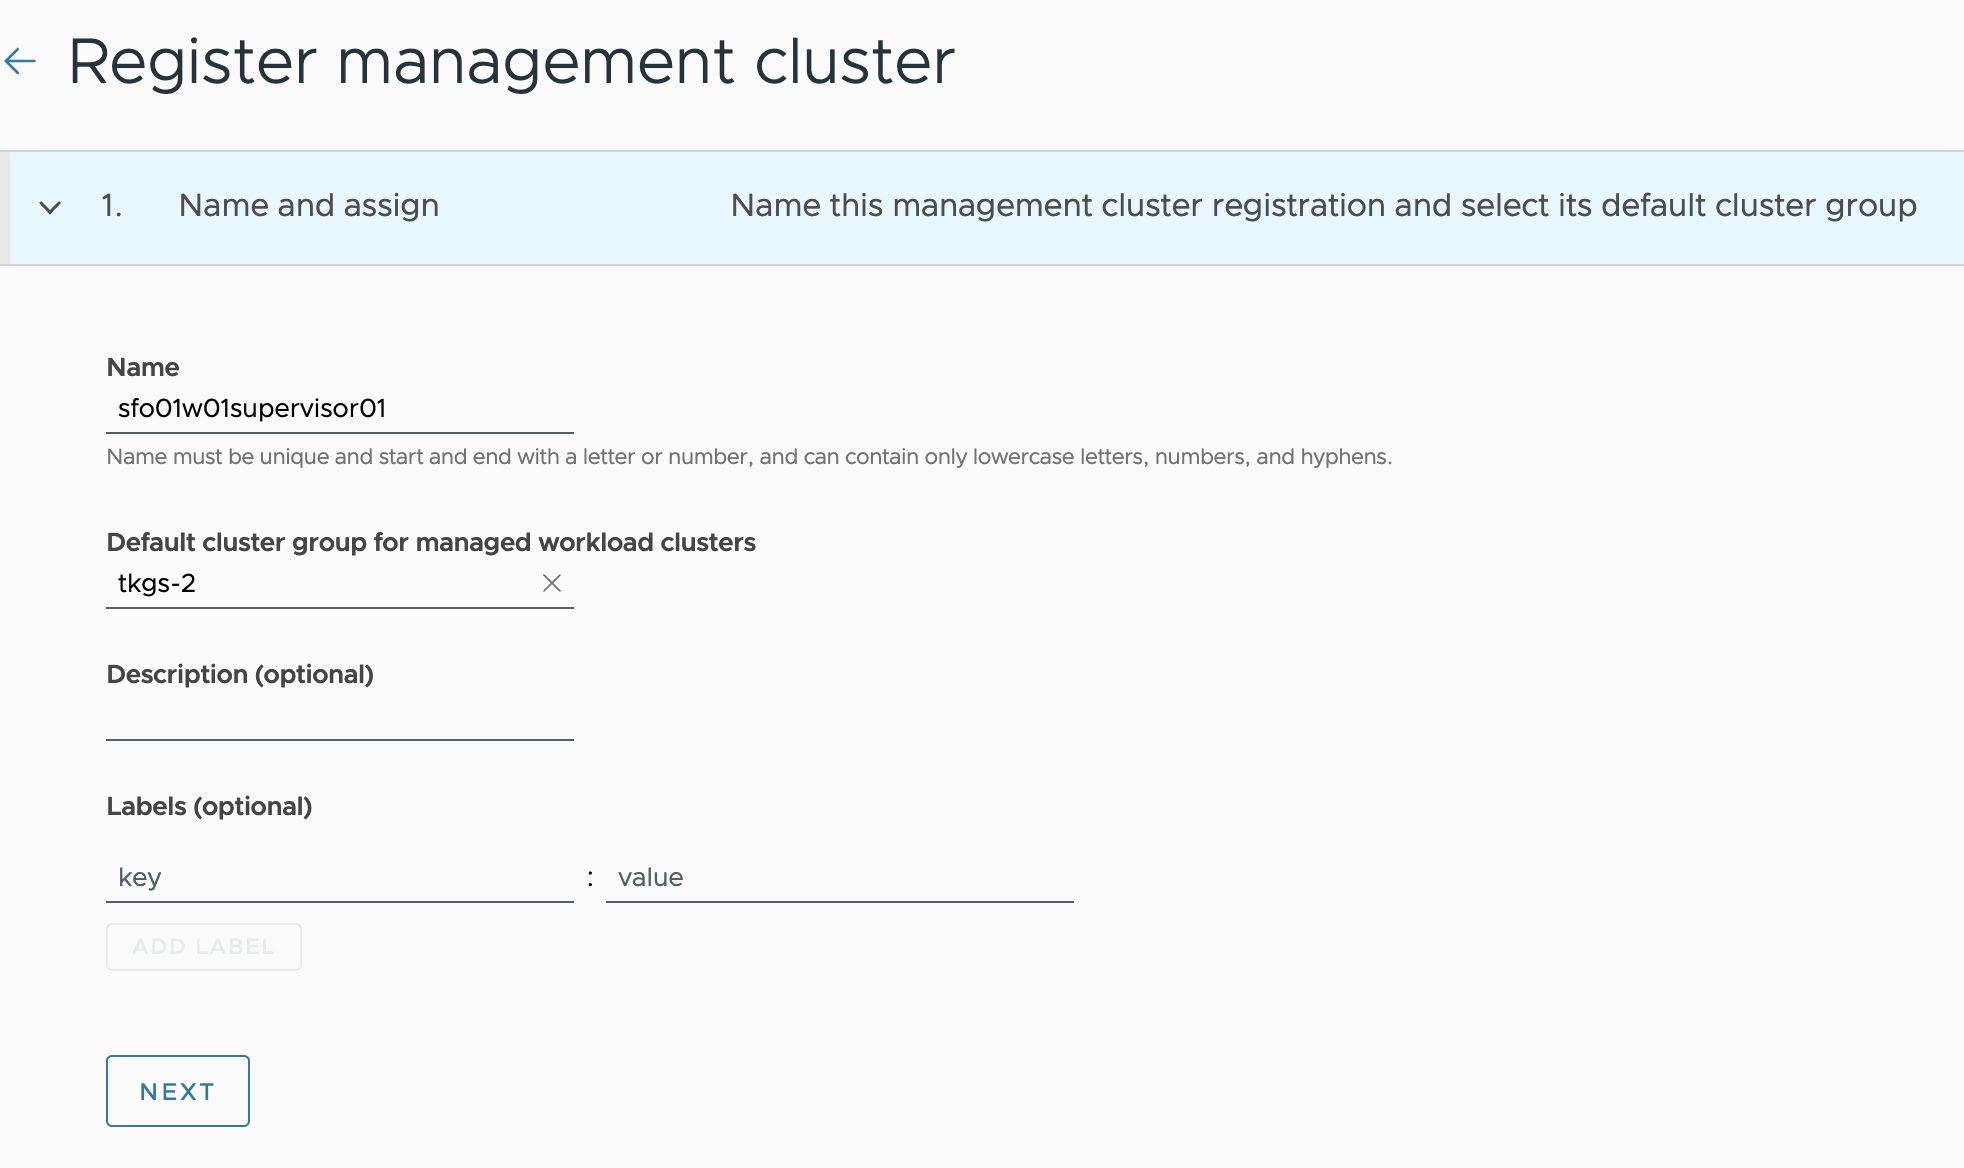 Register management cluster
1. Name and assign Name this management cluster registration and select its default cluster group
Name
sfo01w01supervisor01
Name must be unique and start and end with a letter or number, and can contain only lowercase letters, numbers, and hyphens.
Default cluster group for managed workload clusters
tkgs-2
Description (optional)
Labels (optional)
key : value
ADD LABEL
NEXT